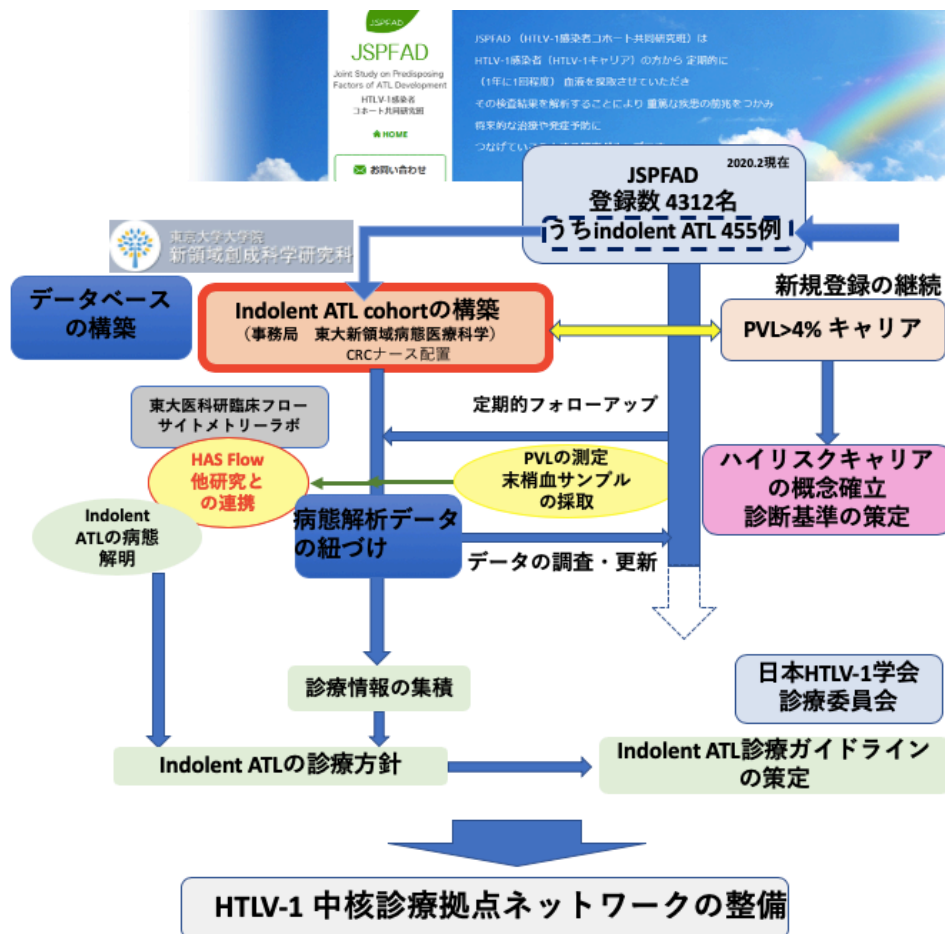 JSPFAD
JSPFAD
Joint Study on Predisposing
Factors of ATL Development
HTLV-1感染者
コホート共同研究班
HOME
お問い合わせ
JSPFAD （HTLV-1感染者コホート共同研究班）は
HTLV-1感染者（HTLV-1キャリア）の方から 定期的に
（1年に1回程度） 血液を採取させていただき
その検査結果を解析することにより 重篤な疾患の前兆をつかみ
将来的な治療や発症予防に
2020.2現在
JSPFAD
登録数 4312名
うちindolent ATL 455例
東京大学大学院
新領域創成科学研究科
データベース
の構築
Indolent ATL cohortの構築
（事務局 東大新領域病態医療科学）
CRCナース配置
新規登録の継続
PVL>4% キャリア
東大医科研臨床フロー
サイトメトリーラボ
定期的フォローアップ
HAS Flow
他研究と
の連携
PVLの測定
末梢血サンプル
の採取
ハイリスクキャリア
の概念確立
診断基準の策定
Indolent
ATLの病態
解明
病態解析データ
の紐づけ
データの調査・更新
診療情報の集積
日本HTLV-1学会
診療委員会
Indolent ATLの診療方針
Indolent ATL診療ガイドライン
の策定
HTLV-1 中核診療拠点ネットワークの整備